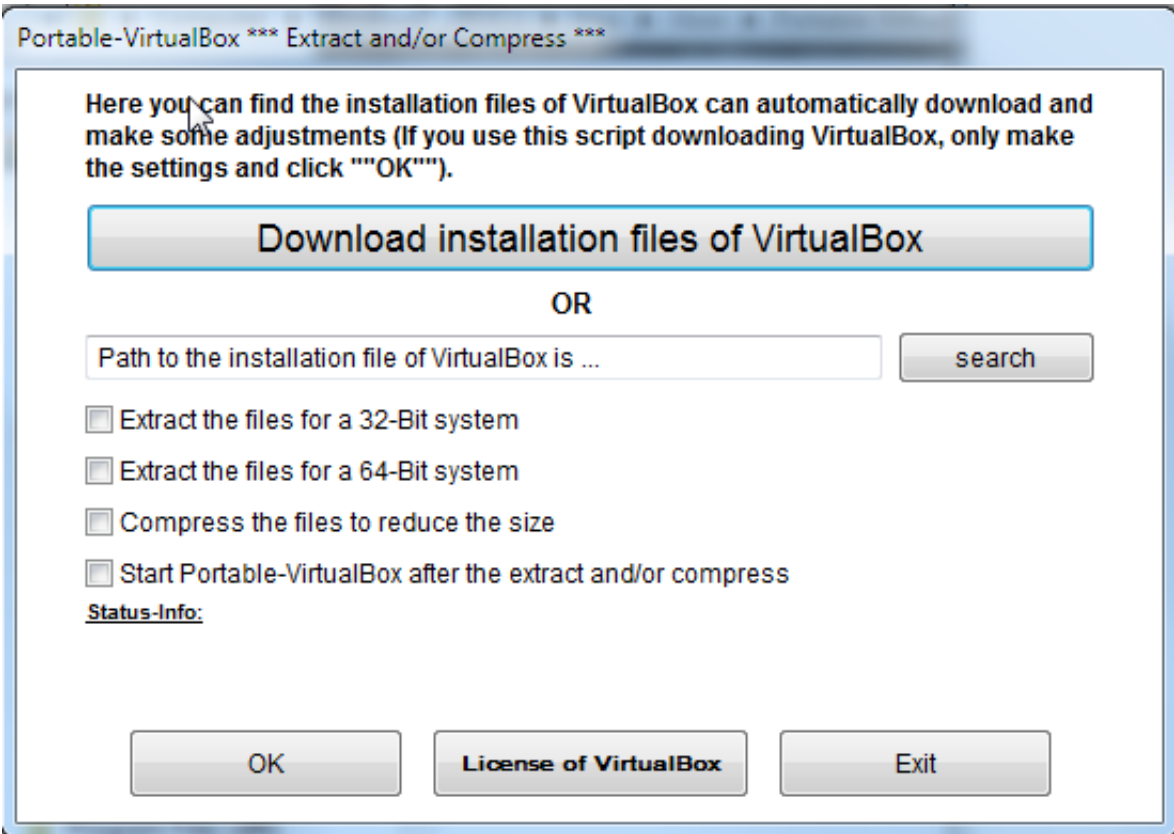 Portable-VirtualBox *** Extract and/or Compress ***
Here you can find the installation files of VirtualBox can automatically download and
make some adjustments (If you use this script downloading VirtualBox, only make
the settings and click ""OK"").
Download installation files of VirtualBox
OR
Path to the installation file of VirtualBox is ...
search
Extract the files for a 32-Bit system
Extract the files for a 64-Bit system
Compress the files to reduce the size
Start Portable-VirtualBox after the extract and/or compress
Status-Info:
OK
License of VirtualBox
Exit